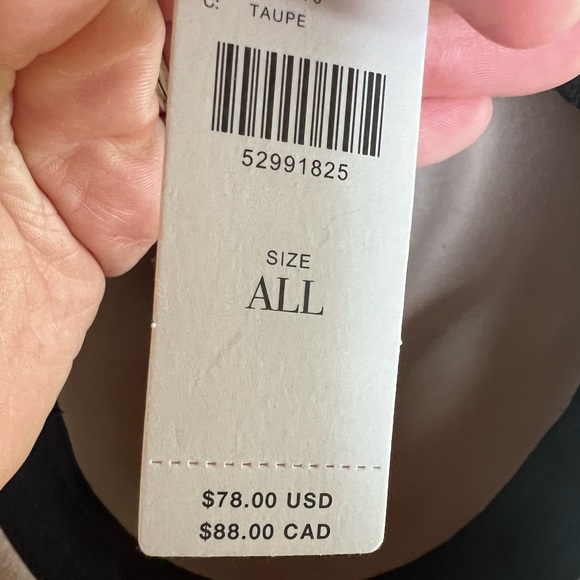 C: TAUPE
52991825
SIZE
ALL
$78.00 USD
$88.00 CAD